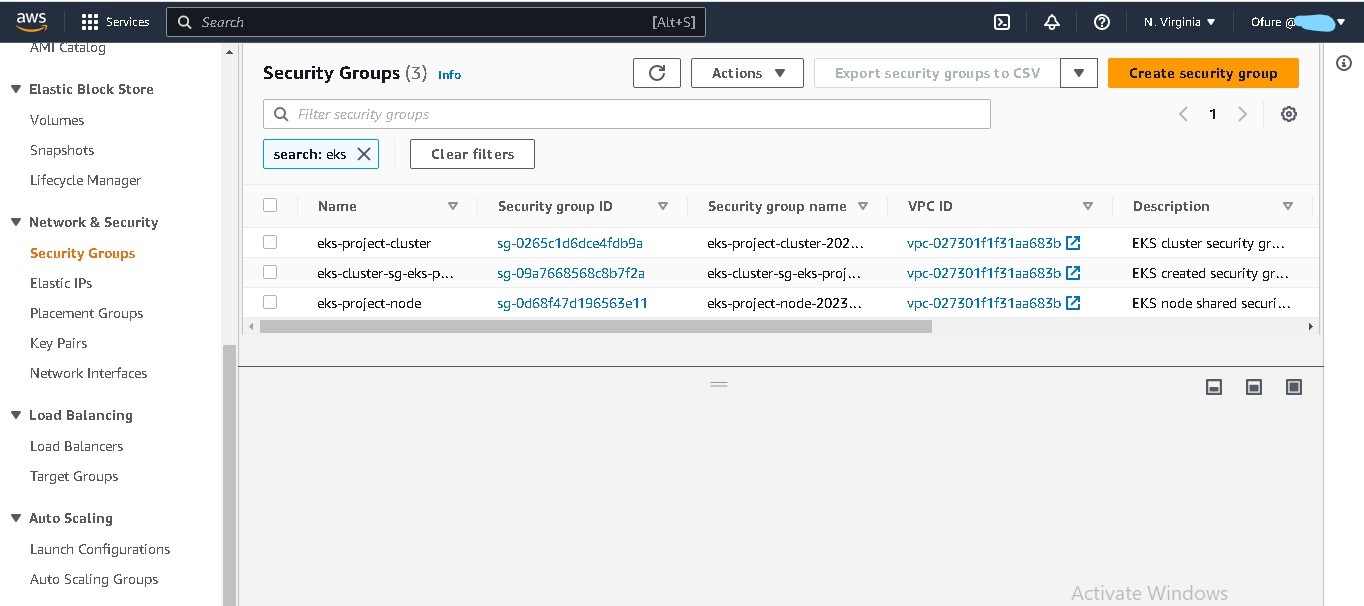 aws Services Search [Alt+S] N. Virginia Ofure @
AMI Catalog
Elastic Block Store
Volumes
Snapshots
Lifecycle Manager
Network & Security
Security Groups
Elastic IPs
Placement Groups
Key Pairs
Network Interfaces
Load Balancing
Load Balancers
Target Groups
Auto Scaling
Launch Configurations
Auto Scaling Groups
Security Groups (3) Info Actions Export security groups to CSV Create security group
Filter security groups 1
search: eks Clear filters
Name Security group ID Security group name VPC ID Description
eks-project-cluster sg-0265c1d6dce4fdb9a eks-project-cluster-202... vpc-027301f1f31aa683b EKS cluster security gr...
eks-cluster-sg-eks-p... sg-09a7668568c8b7f2a eks-cluster-sg-eks-proj... vpc-027301f1f31aa683b EKS created security gr...
eks-project-node sg-0d68f47d196563e11 eks-project-node-2023... vpc-027301f1f31aa683b EKS node shared securi...
Activate Windows